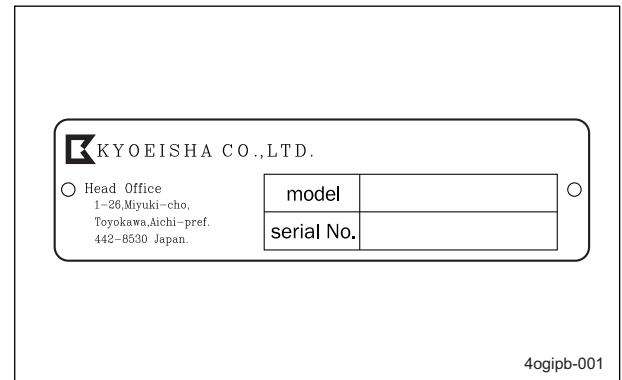 KYOEISHA CO.,LTD.
Head Office
1-26,Miyuki-cho,
Toyokawa,Aichi-pref.
442-8530 Japan.
model
serial No.
4ogipb-001